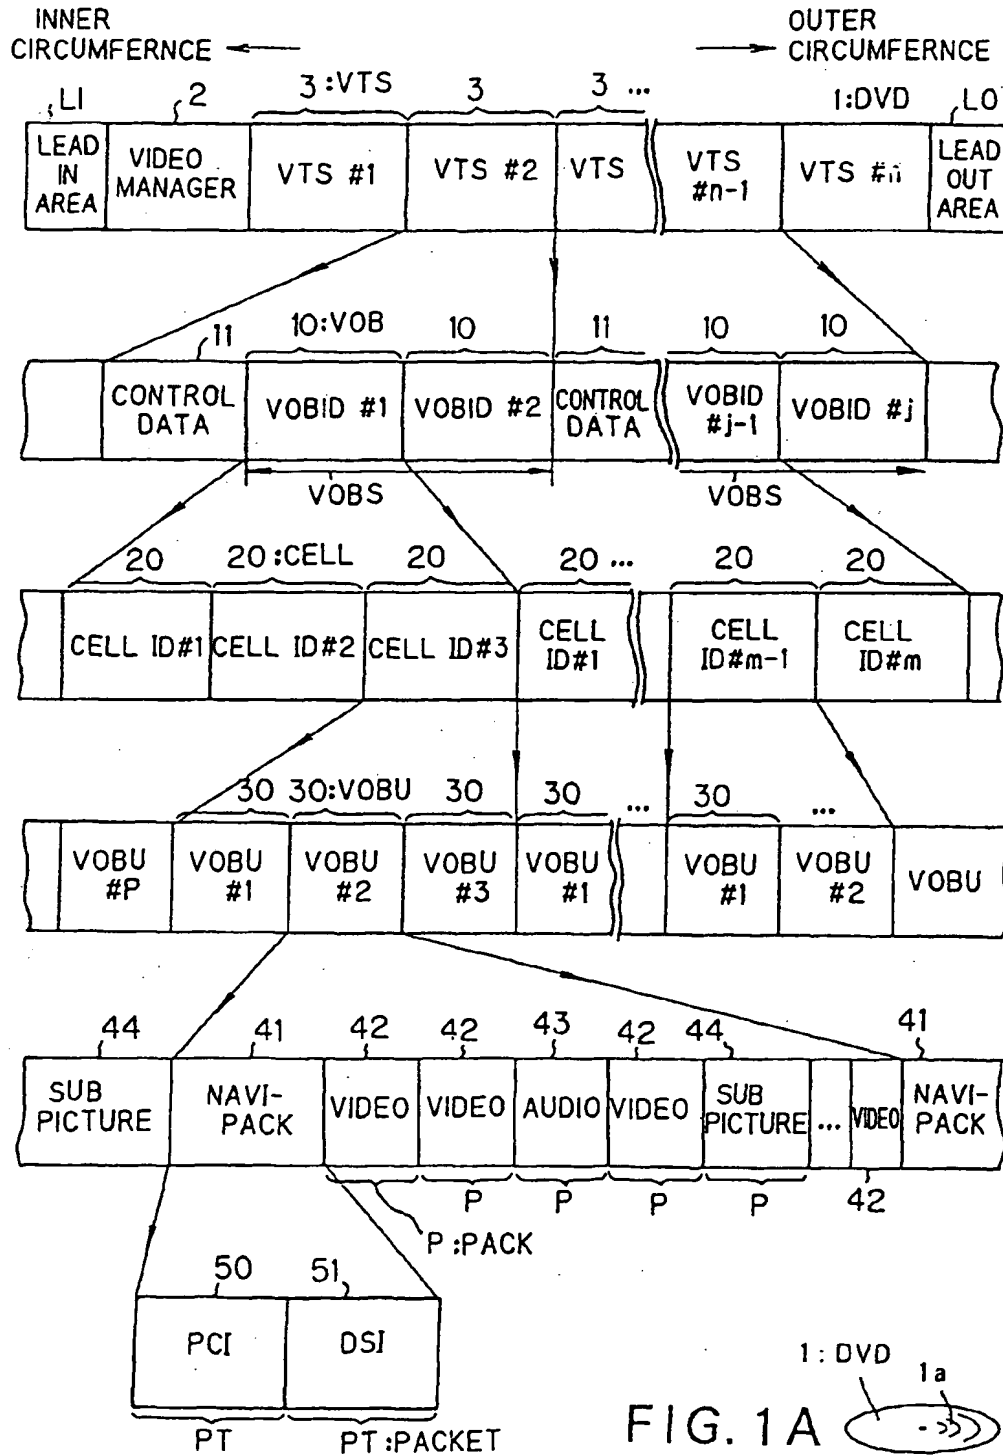 INNER
CIRCUMFERNCE
OUTER
CIRCUMFERNCE
LI
2
3:VTS
3
3 ...
1:DVD
LO
LEAD
IN
AREA
VIDEO
MANAGER
VTS #1
VTS #2
VTS
VTS
#n-1
VTS #n
LEAD
OUT
AREA
11
10:VOB
10
11
10
10
CONTROL
DATA
VOBID #1
VOBID #2
CONTROL
DATA
VOBID
#j-1
VOBID #j
VOBS
VOBS
20
20:CELL
20
20 ...
20
20
CELL ID#1
CELL ID#2
CELL ID#3
CELL
ID#1
CELL
ID#m-1
CELL
ID#m
30
30:VOBU
30
30
...
30
...
VOBU
#P
VOBU
#1
VOBU
#2
VOBU
#3
VOBU
#1
VOBU
#1
VOBU
#2
VOBU
44
41
42
42
43
42
44
41
SUB
PICTURE
NAVI-
PACK
VIDEO
VIDEO
AUDIO
VIDEO
SUB
PICTURE
...
VIDEO
NAVI-
PACK
P
P
P
P
42
P:PACK
50
51
PCI
DSI
PT
PT:PACKET
1:DVD
1a
FIG.1A